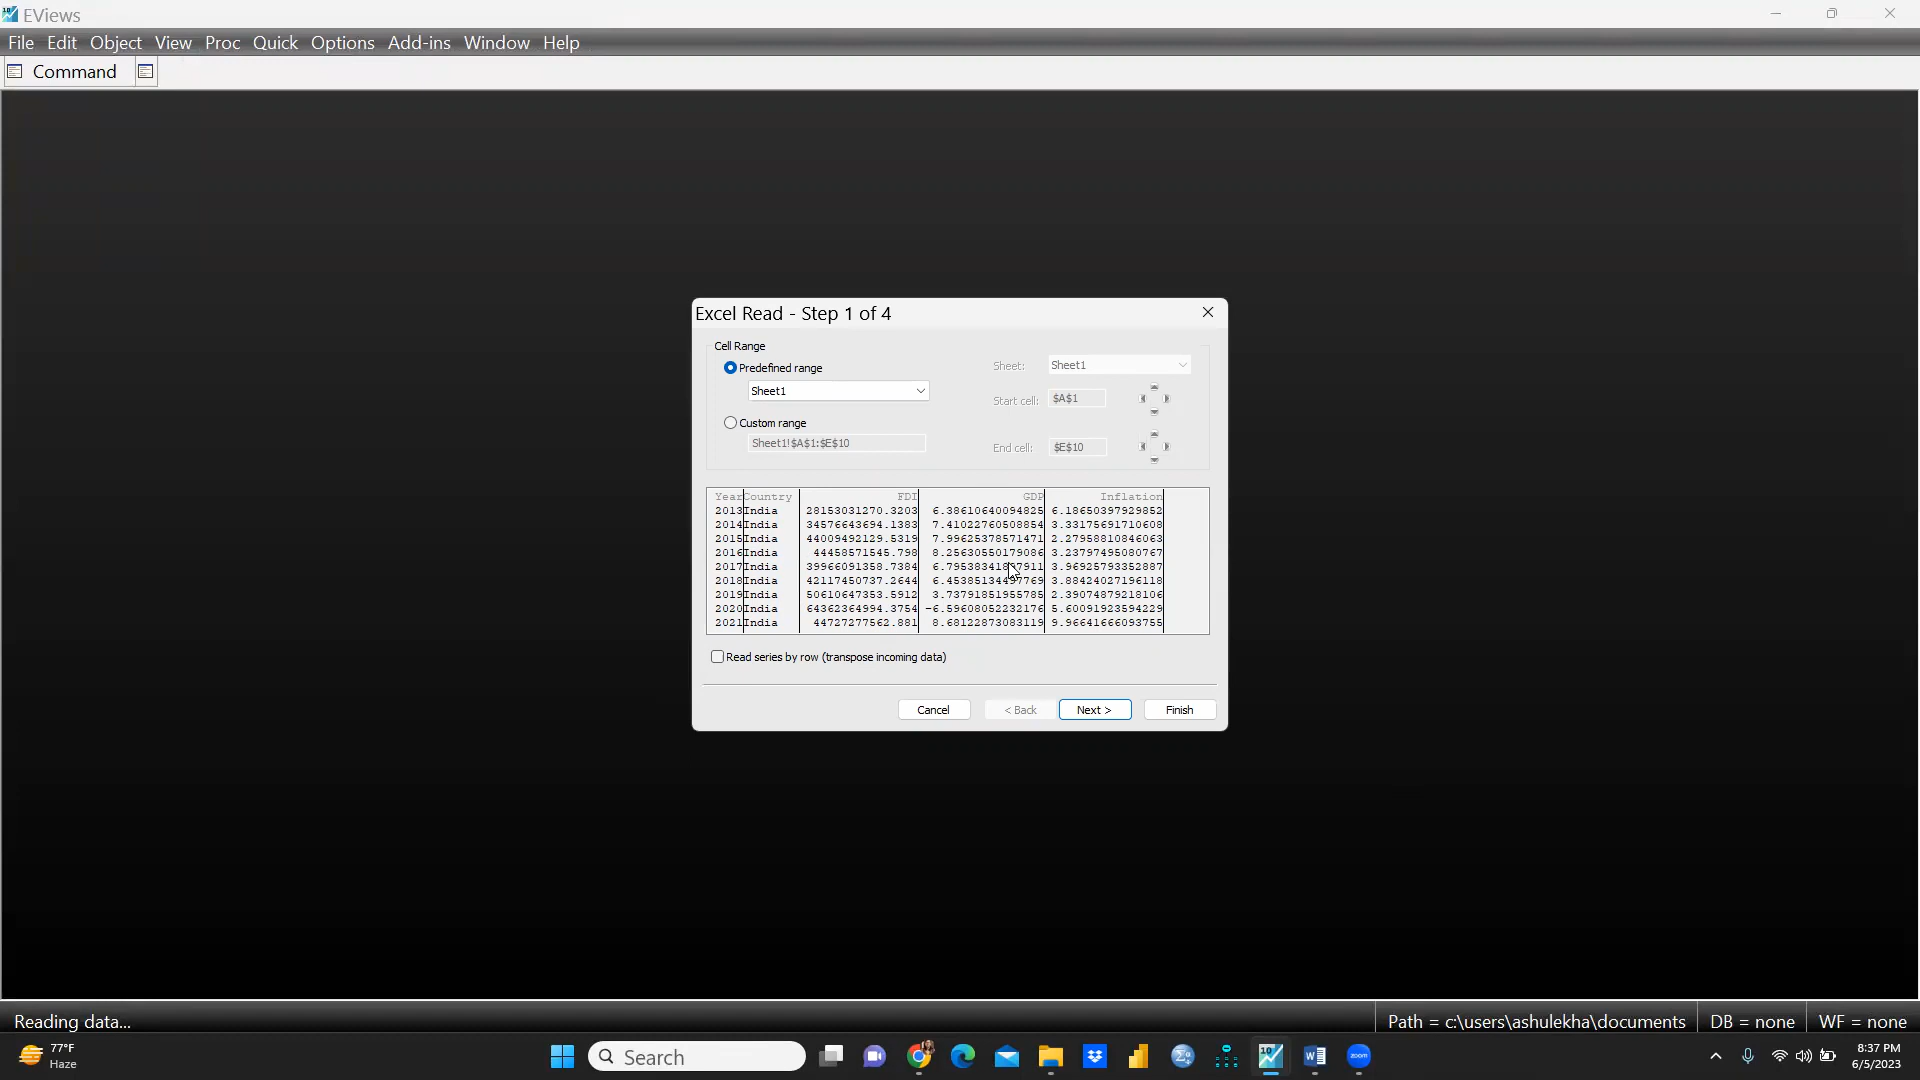 EViews
File Edit Object View Proc Quick Options Add-ins Window Help
Command
Excel Read - Step 1 of 4
Cell Range
Predefined range
Sheet1
Custom range
Sheet1!$A$1:$E$10
Sheet: Sheet1
Start cell: $A$1
End cell: $E$10
Year Country FDI GDP Inflation
2013 India 28153031270.3203 6.38610640094825 6.18650397929852
2014 India 34576643694.1383 7.41022760508854 3.33175691710608
2015 India 44009492129.5319 7.99625378571471 2.27958810846063
2016 India 44458571545.798 8.25630550179086 3.23797495080767
2017 India 39966091358.7384 3.96925793352887
2018 India 42117450737.2644 3.88424027196118
2019 India 50610647353.5912 3.73791851955785 2.39074879218106
2020 India 64362364994.3754 -6.59608052232176 5.60091923594229
2021 India 44727277562.881 8.68122873083119 9.96641666093755
Read series by row (transpose incoming data)
Cancel < Back Next > Finish
Reading data... Path = c:\users\ashulekha\documents DB = none WF = none
77°F
Haze
Search
zoom
8:37 PM
6/5/2023